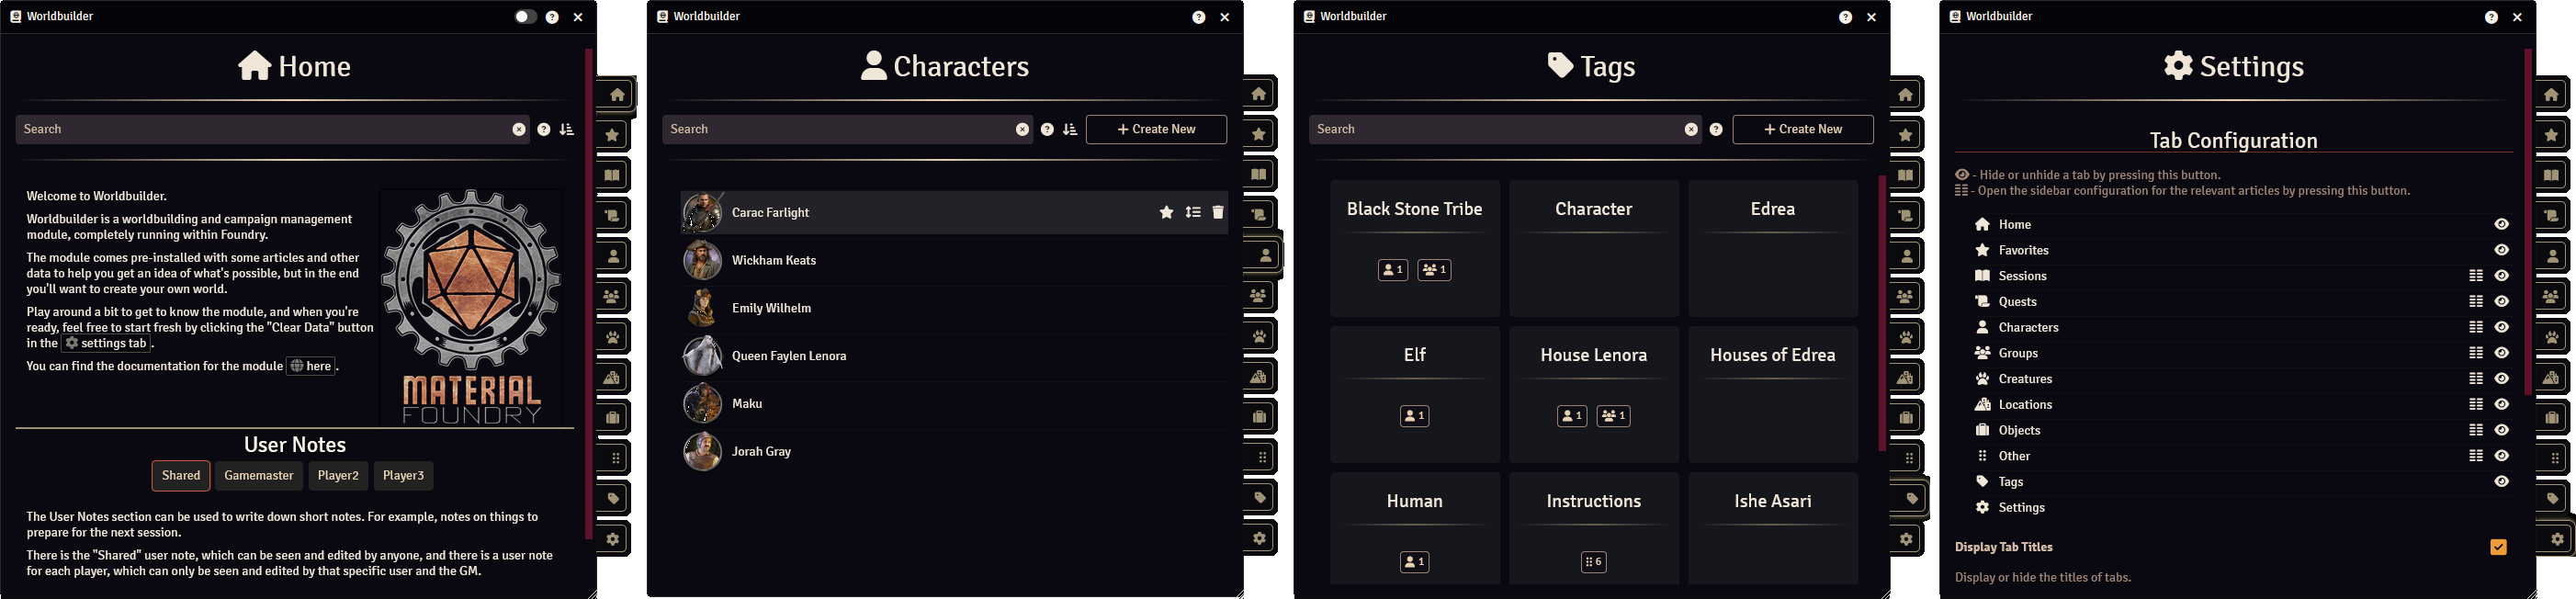 Worldbuilder
Home
Search
Welcome to Worldbuilder.
Worldbuilder is a worldbuilding and campaign management
module, completely running within Foundry.
The module comes pre-installed with some articles and other
data to help you get an idea of what's possible, but in the end
you'll want to create your own world.
Play around a bit to get to know the module, and when you're
ready, feel free to start fresh by clicking the "Clear Data" button
in the settings tab .
You can find the documentation for the module here .
MATERIAL
FOUNDRY
User Notes
Shared Gamemaster Player2 Player3
The User Notes section can be used to write down short notes. For example, notes on things to
prepare for the next session.
There is the "Shared" user note, which can be seen and edited by anyone, and there is a user note
for each player, which can only be seen and edited by that specific user and the GM.
Worldbuilder
Characters
Search
+ Create New
Carac Farlight
Wickham Keats
Emily Wilhelm
Queen Faylen Lenora
Maku
Jorah Gray
Worldbuilder
Tags
Search
+ Create New
Black Stone Tribe
1 1
Character
Edrea
Elf
1
House Lenora
1 1
Houses of Edrea
Human
1
Instructions
6
Ishe Asari
Worldbuilder
Settings
Tab Configuration
- Hide or unhide a tab by pressing this button.
- Open the sidebar configuration for the relevant articles by pressing this button.
Home
Favorites
Sessions
Quests
Characters
Groups
Creatures
Locations
Objects
Other
Tags
Settings
Display Tab Titles
Display or hide the titles of tabs.